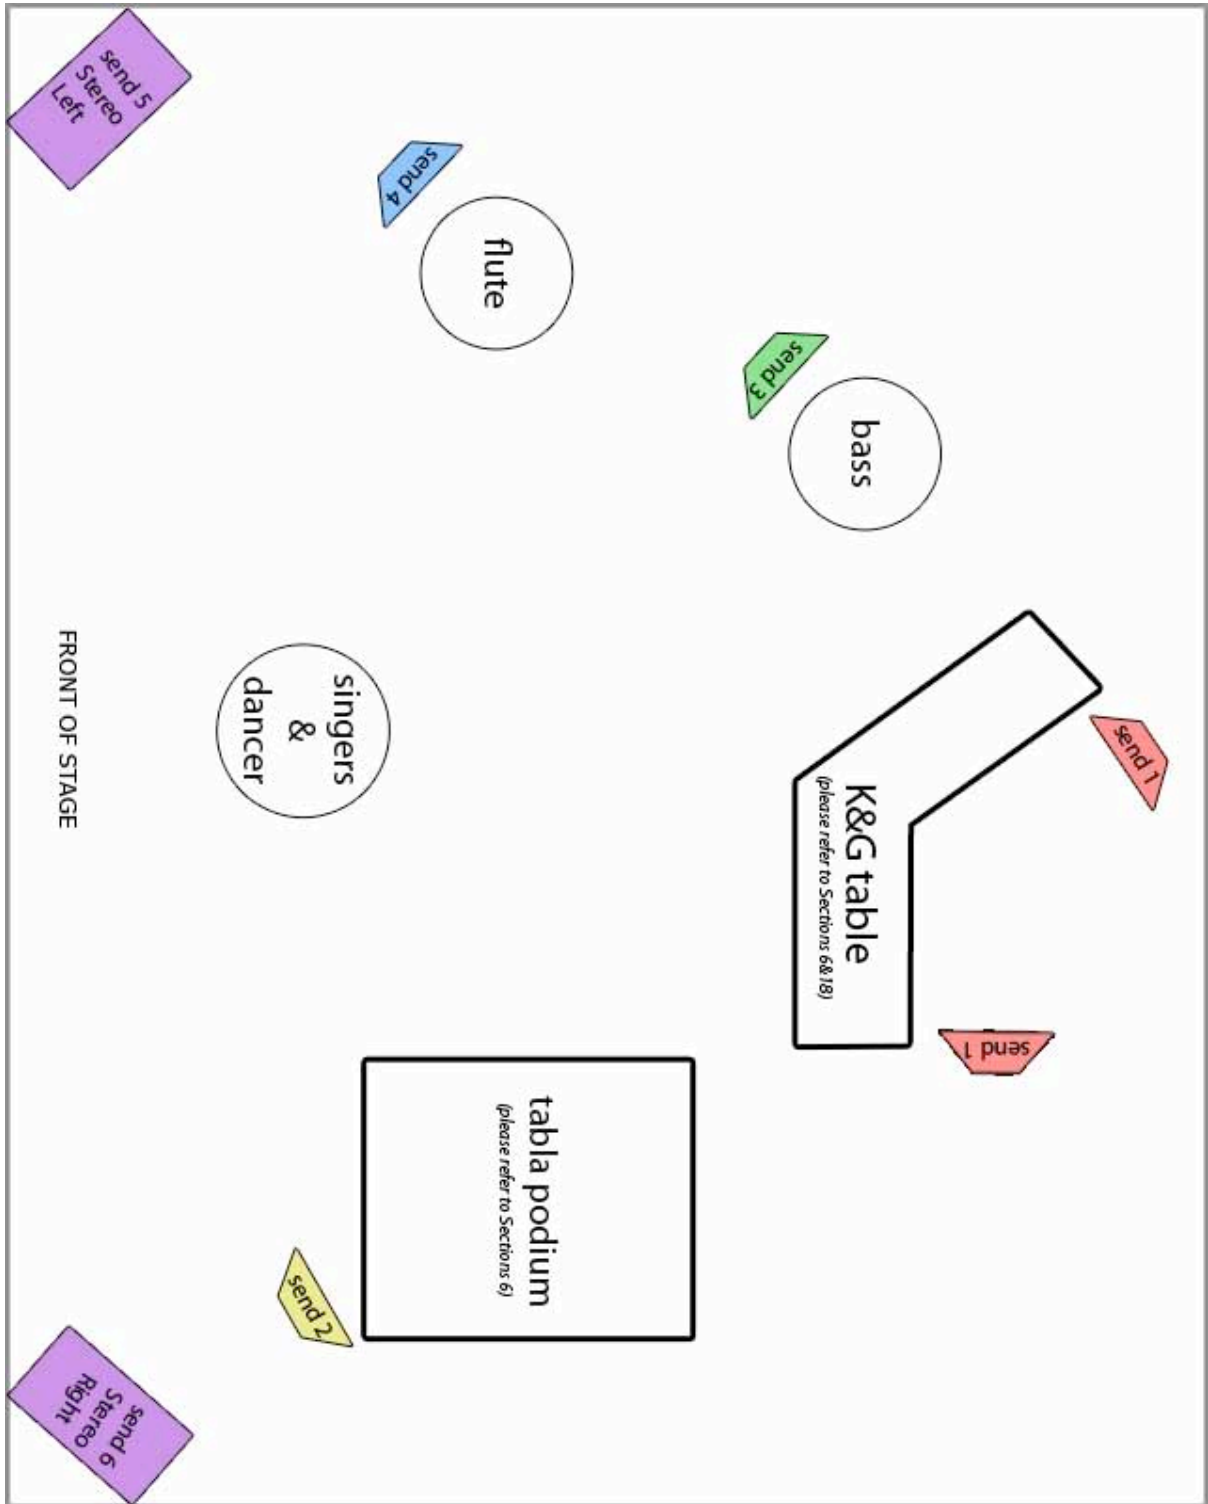 send 1
send 1
K&G table
(please refer to Sections 6&18)
bass
send 3
tabla podium
(please refer to Sections 6)
flute
send 4
singers
&
dancer
send 2
send 5
Stereo
Left
send 6
Stereo
Right
FRONT OF STAGE